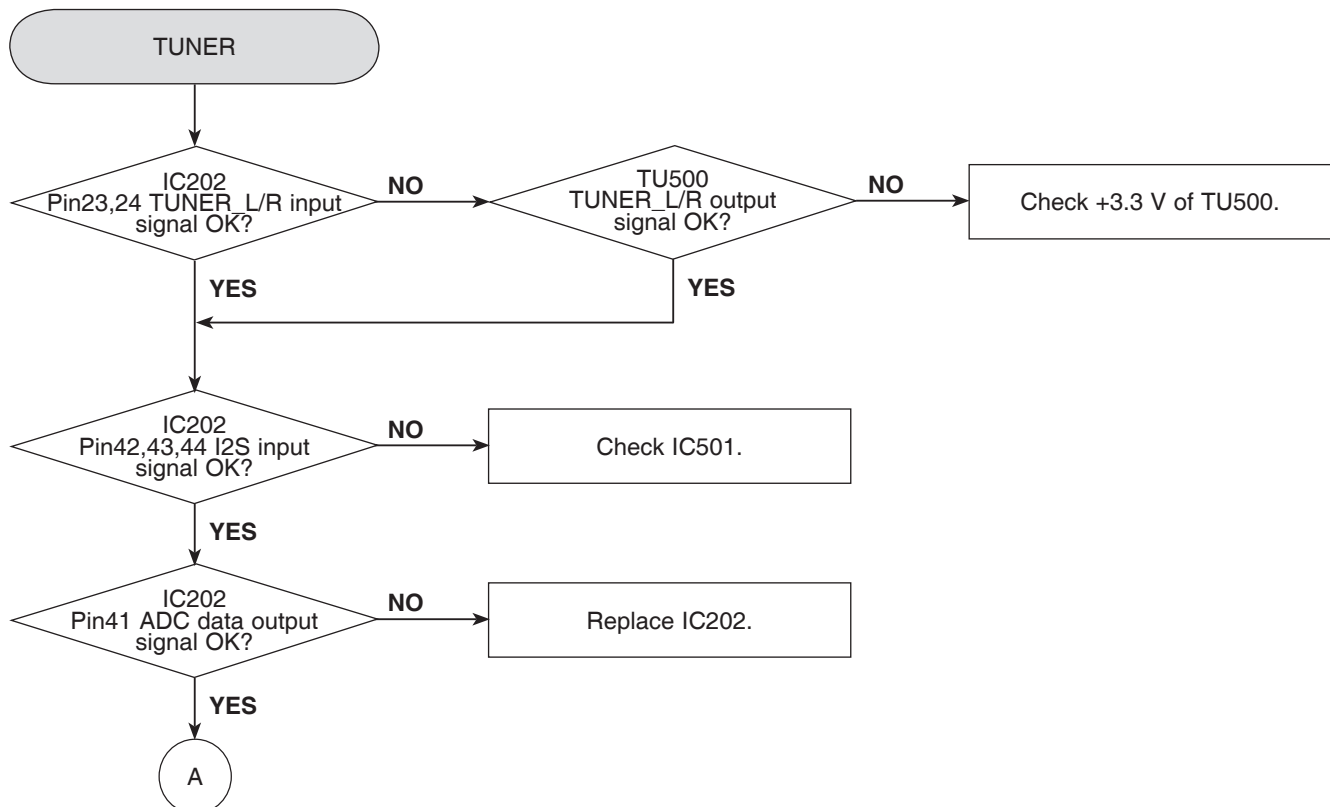 TUNER
IC202
Pin23,24 TUNER_L/R input
signal OK?
NO
TU500
TUNER_L/R output
signal OK?
NO
Check +3.3 V of TU500.
YES
YES
IC202
Pin42,43,44 I2S input
signal OK?
NO
Check IC501.
YES
IC202
Pin41 ADC data output
signal OK?
NO
Replace IC202.
YES
A